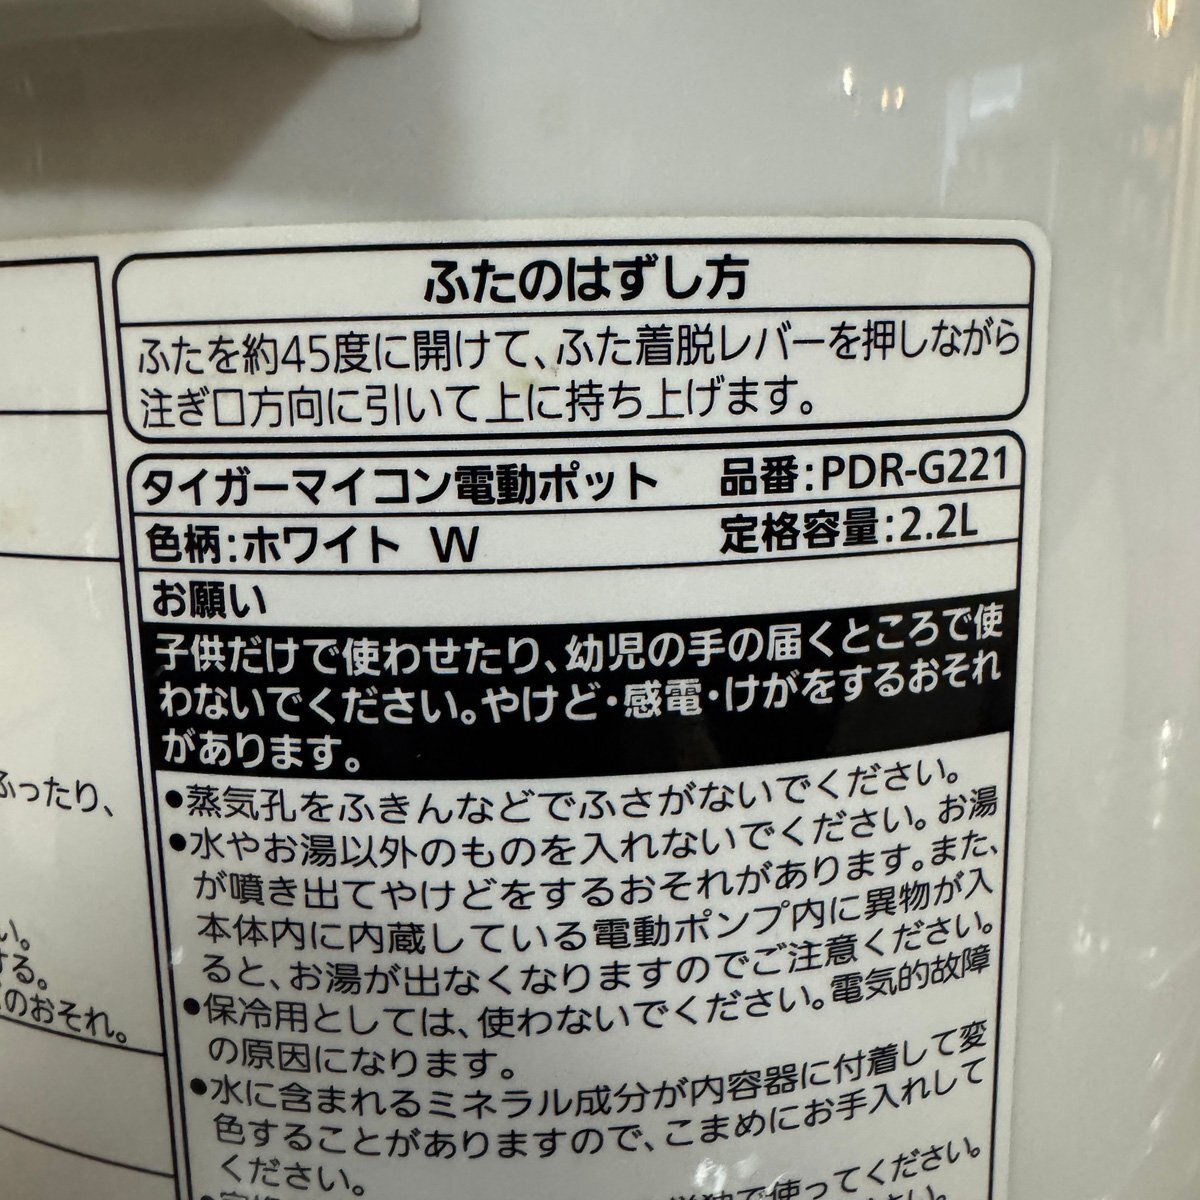 ふたのはずし方
ふたを約45度に開けて、ふた着脱レバーを押しながら
注ぎ口方向に引いて上に持ち上げます。
タイガーマイコン電動ポット 品番:PDR-G221
色柄:ホワイト W 定格容量:2.2L
お願い
子供だけで使わせたり、幼児の手の届くところで使
わないでください。やけど・感電・けがをするおそれ
があります。
●蒸気孔をふきんなどでふさがないでください。
●水やお湯以外のものを入れないでください。お湯
が噴き出てやけどをするおそれがあります。また、
本体内に内蔵している電動ポンプ内に異物が入
ると、お湯が出なくなりますのでご注意ください。
●保冷用としては、使わないでください。電気的故障
の原因になります。
●水に含まれるミネラル成分が内容器に付着して変
色することがありますので、こまめにお手入れして
ください。
使ってください。
ふったり、
い。
する。
のおそれ。